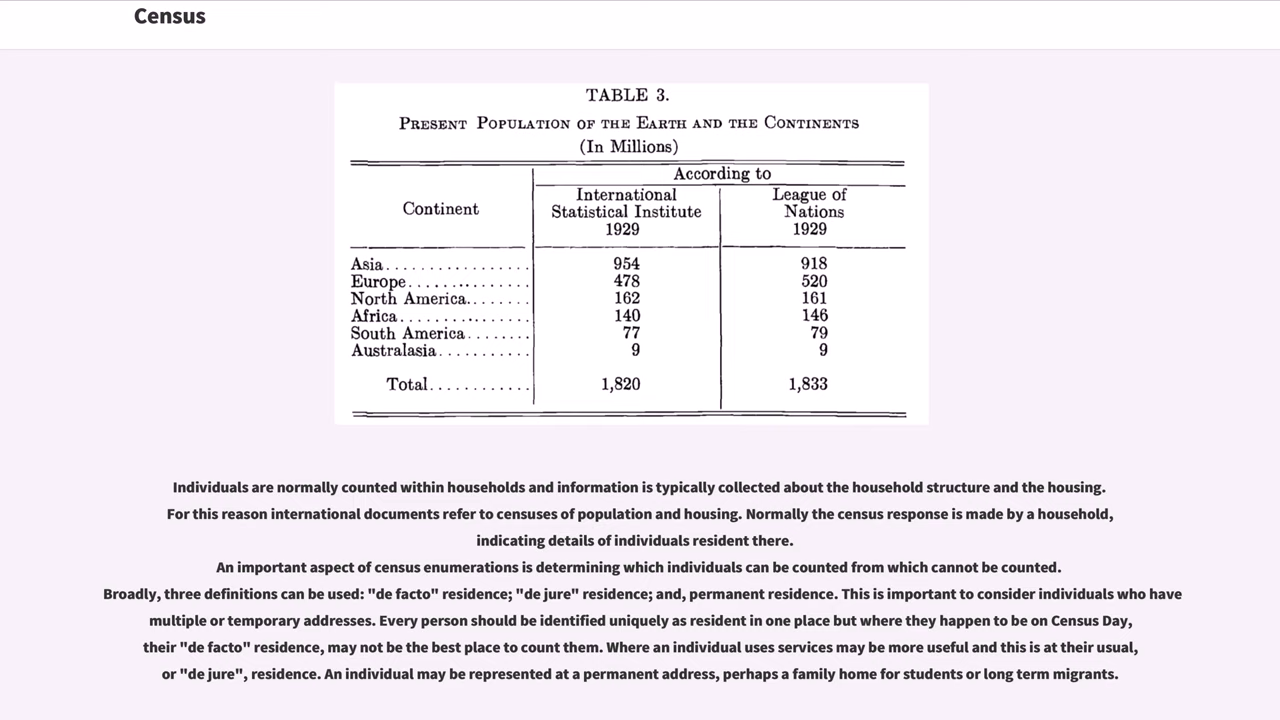 Census
TABLE 3.
PRESENT POPULATION OF THE EARTH AND THE CONTINENTS
(In Millions)
According to
Continent
International
Statistical Institute
1929
League of
Nations
1929
Asia 954 918
Europe 478 520
North America 162 161
Africa 140 146
South America 77 79
Australasia 9 9
Total 1,820 1,833
Individuals are normally counted within households and information is typically collected about the household structure and the housing.
For this reason international documents refer to censuses of population and housing. Normally the census response is made by a household,
indicating details of individuals resident there.
An important aspect of census enumerations is determining which individuals can be counted from which cannot be counted.
Broadly, three definitions can be used: "de facto" residence; "de jure" residence; and, permanent residence. This is important to consider individuals who have
multiple or temporary addresses. Every person should be identified uniquely as resident in one place but where they happen to be on Census Day,
their "de facto" residence, may not be the best place to count them. Where an individual uses services may be more useful and this is at their usual,
or "de jure", residence. An individual may be represented at a permanent address, perhaps a family home for students or long term migrants.